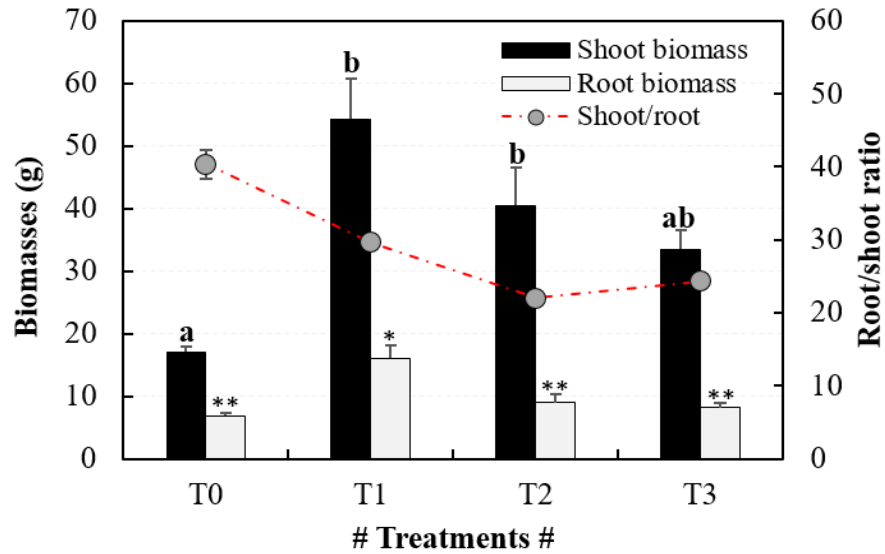 70
60
50
40
30
20
10
0
Biomasses (g)
60
50
40
30
20
10
0
Root/shoot ratio
Shoot biomass
Root biomass
Shoot/root
a
**
b
*
b
**
ab
**
T0 T1 T2 T3
# Treatments #